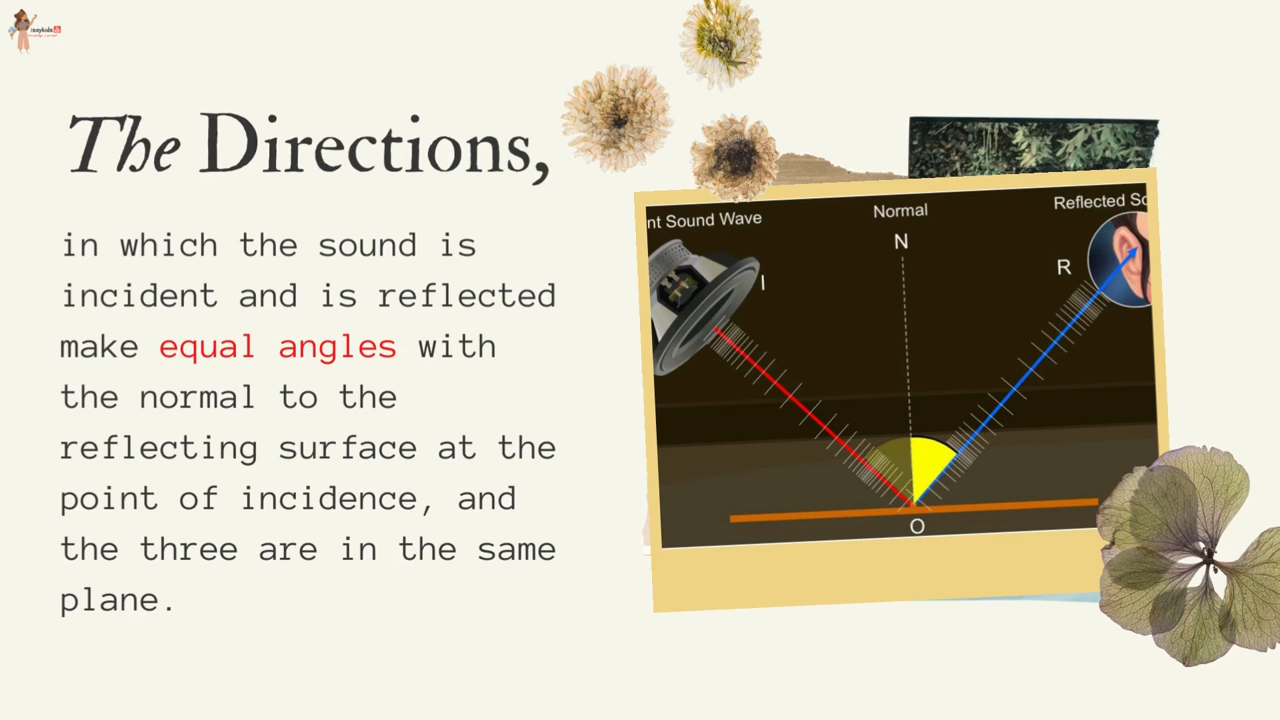 isaykids
The Directions,
in which the sound is
incident and is reflected
make equal angles with
the normal to the
reflecting surface at the
point of incidence, and
the three are in the same
plane.
nt Sound Wave
Normal
Reflected So
N
I
R
O